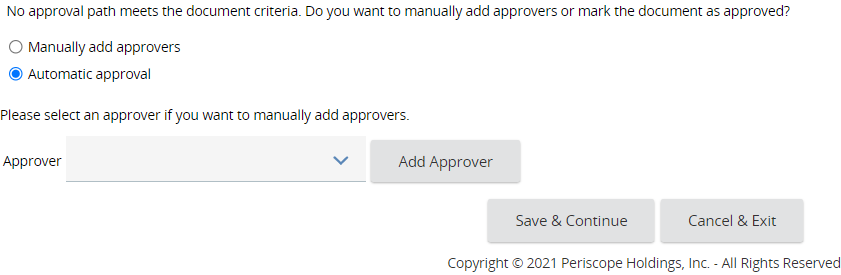 No approval path meets the document criteria. Do you want to manually add approvers or mark the document as approved?
Manually add approvers
Automatic approval
Please select an approver if you want to manually add approvers.
Approver
Add Approver
Save & Continue
Cancel & Exit
Copyright © 2021 Periscope Holdings, Inc. - All Rights Reserved